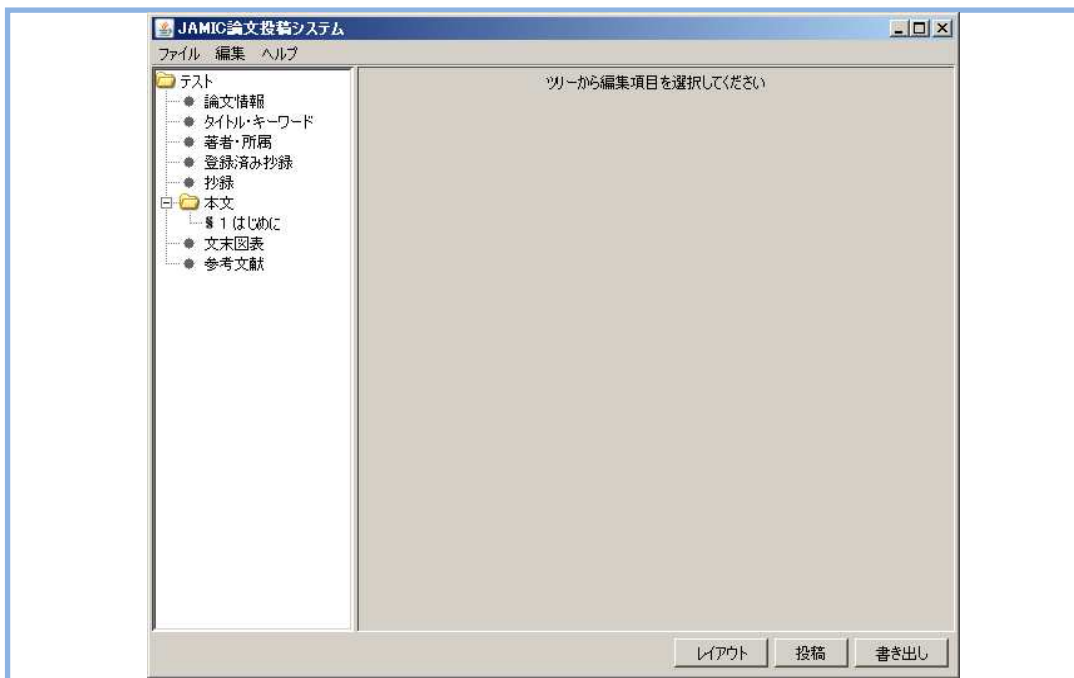 JAMIC論文投稿システム
ファイル 編集 ヘルプ
テスト
論文情報
タイトル・キーワード
著者・所属
登録済み抄録
抄録
本文
§ 1 はじめに
文末図表
参考文献
ツリーから編集項目を選択してください
レイアウト 投稿 書き出し